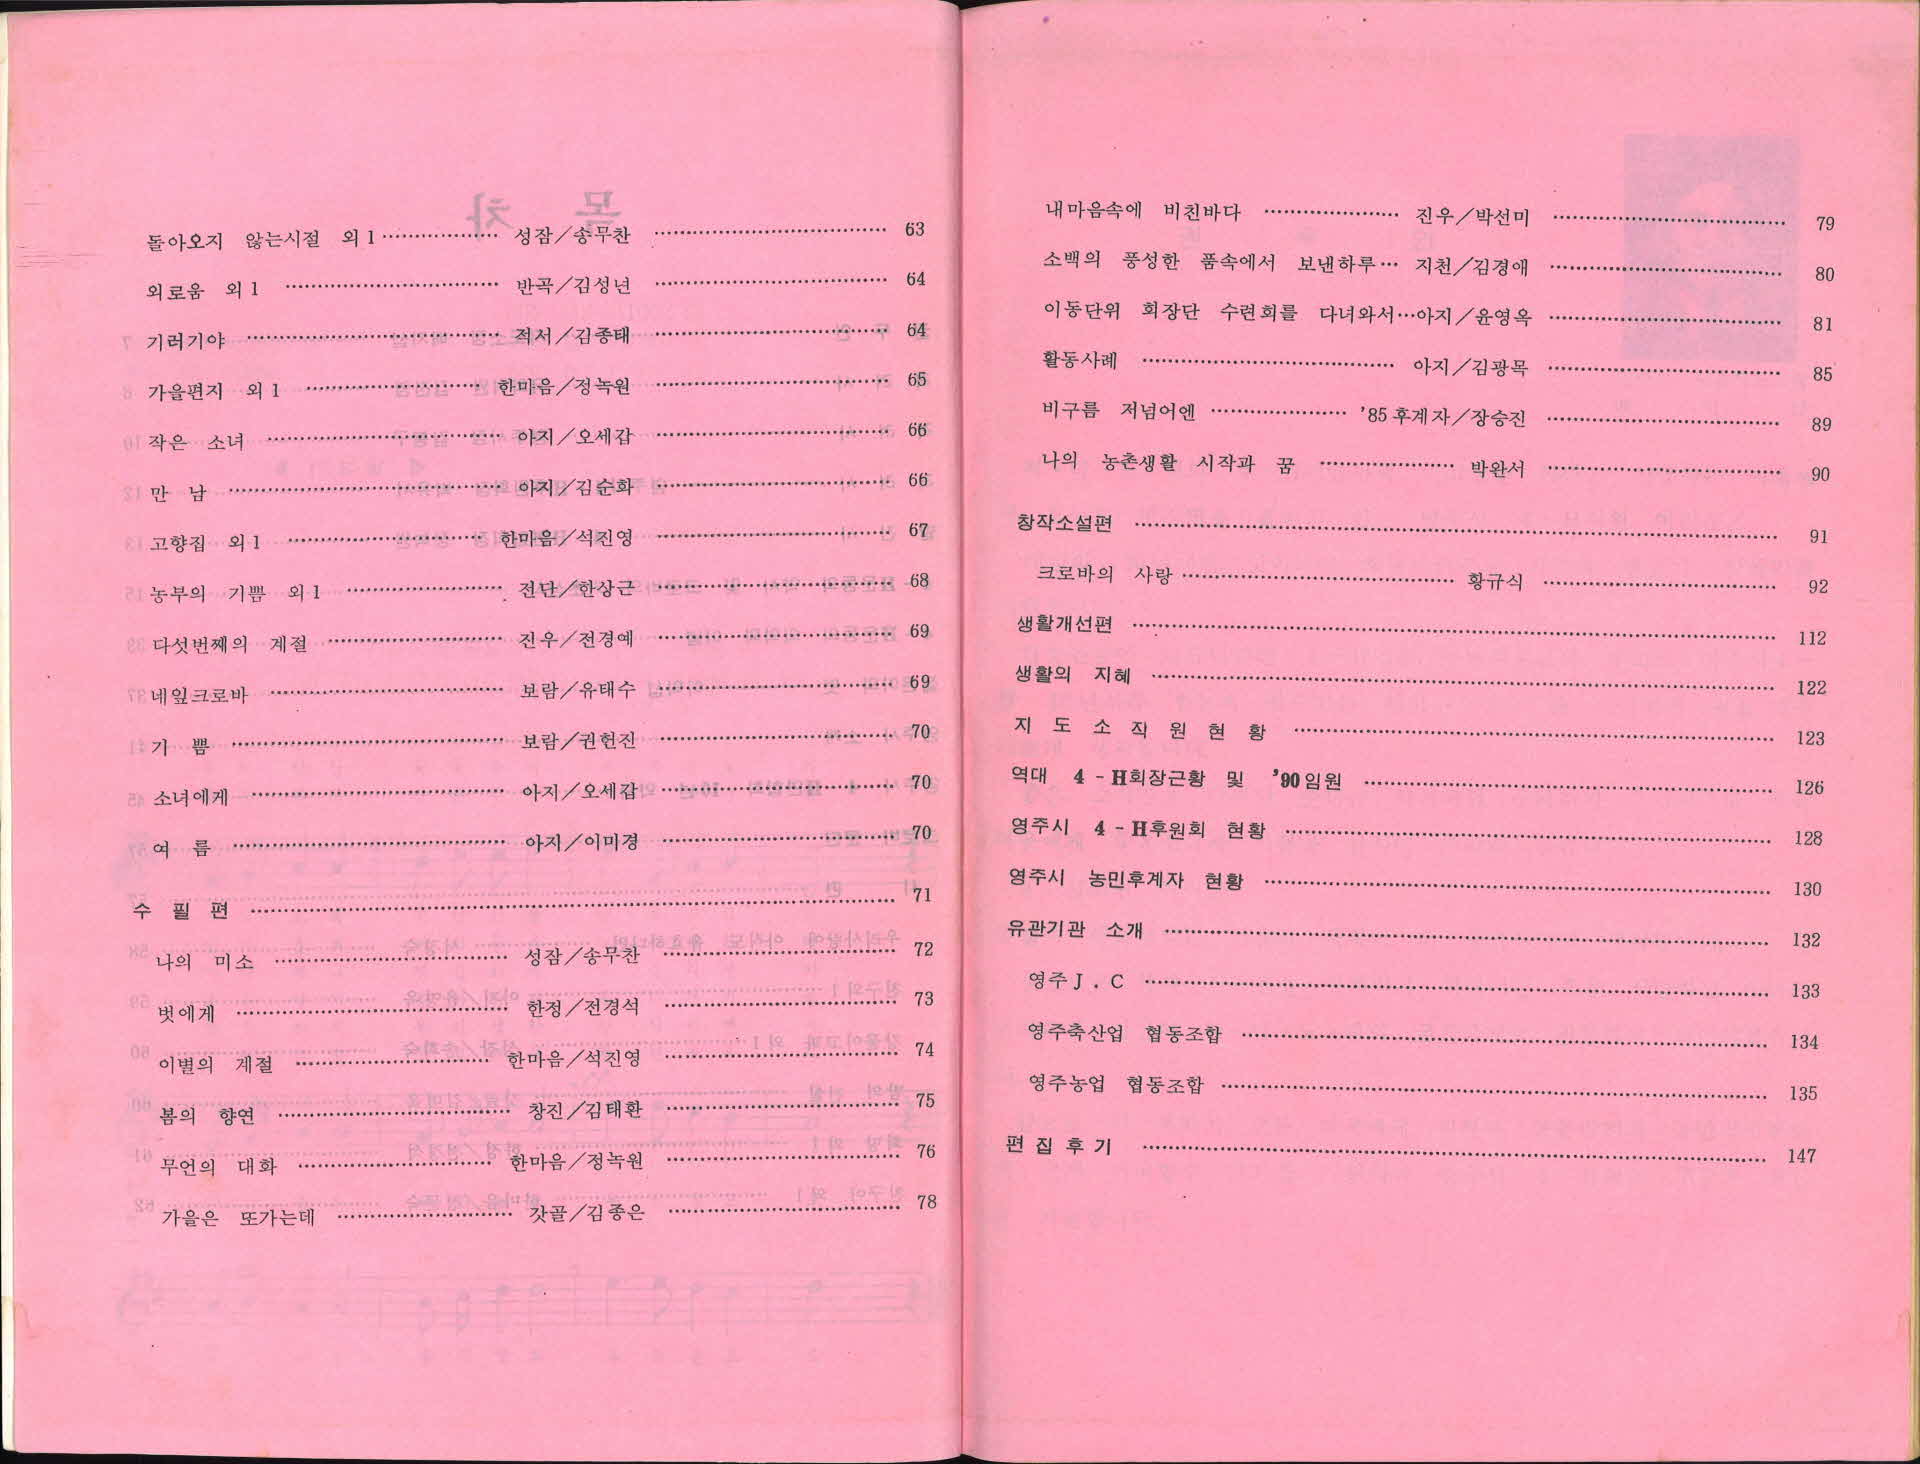 돌아오지 않는시절 외1 ················ 성잠/송무찬 ································ 63
외로움 외1 ····························· 반곡/김성년 ································ 64
기러기야 ·································· 적서/김종태 ································ 64
가을편지 외1 ························ 한마음/정녹원 ································ 65
작은 소녀 ································ 아지/오세갑 ································ 66
만 남 ····································· 아지/김순화 ································ 66
고향집 외1 ·························· 한마음/석진영 ································ 67
농부의 기쁨 외1 ····················· 전단/한상근 ································ 68
다섯번째의 계절 ························ 진우/전경예 ································ 69
네잎크로바 ································ 보람/유태수 ································ 69
기 쁨 ····································· 보람/권헌진 ································ 70
소녀에게 ·································· 아지/오세갑 ································ 70
여 름 ····································· 아지/이미경 ································ 70
수 필 편 ···························································································· 71
나의 미소 ································ 성잠/송무찬 ································ 72
벗에게 ····································· 한정/전경석 ································ 73
이별의 계절 ·························· 한마음/석진영 ································ 74
봄의 향연 ································ 창진/김태환 ································ 75
무언의 대화 ·························· 한마음/정녹원 ································ 76
가을은 또가는데 ························ 갓골/김종은 ································ 78
내마음속에 비친바다 ·················· 진우/박선미 ································ 79
소백의 풍성한 품속에서 보낸하루··· 지천/김경애 ································ 80
이동단위 회장단 수련회를 다녀와서···아지/윤영옥 ································ 81
활동사례 ·································· 아지/김광목 ································ 85
비구름 저넘어엔 ··················· '85후계자/장승진 ································ 89
나의 농촌생활 시작과 꿈 ·················· 박완서 ································ 90
창작소설편 ·························································································· 91
크로바의 사랑 ····································· 황규식 ································ 92
생활개선편 ·························································································· 112
생활의 지혜 ························································································ 122
지 도 소 작 원 현 황 ································································ 123
역대 4-H회장근황 및 '90임원 ······················································ 126
영주시 4-H후원회 현황 ································································ 128
영주시 농민후계자 현황 ······························································ 130
유관기관 소개 ···················································································· 132
영주J.C ······························································································ 133
영주축산업 협동조합 ········································································ 134
영주농업 협동조합 ············································································ 135
편 집 후 기 ························································································ 147